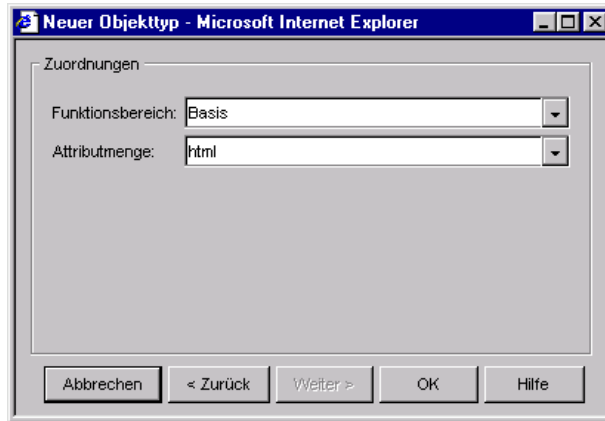 Neuer Objekttyp - Microsoft Internet Explorer
Zuordnungen
Funktionsbereich: Basis
Attributmenge: html
Abbrechen < Zurück Weiter > OK Hilfe